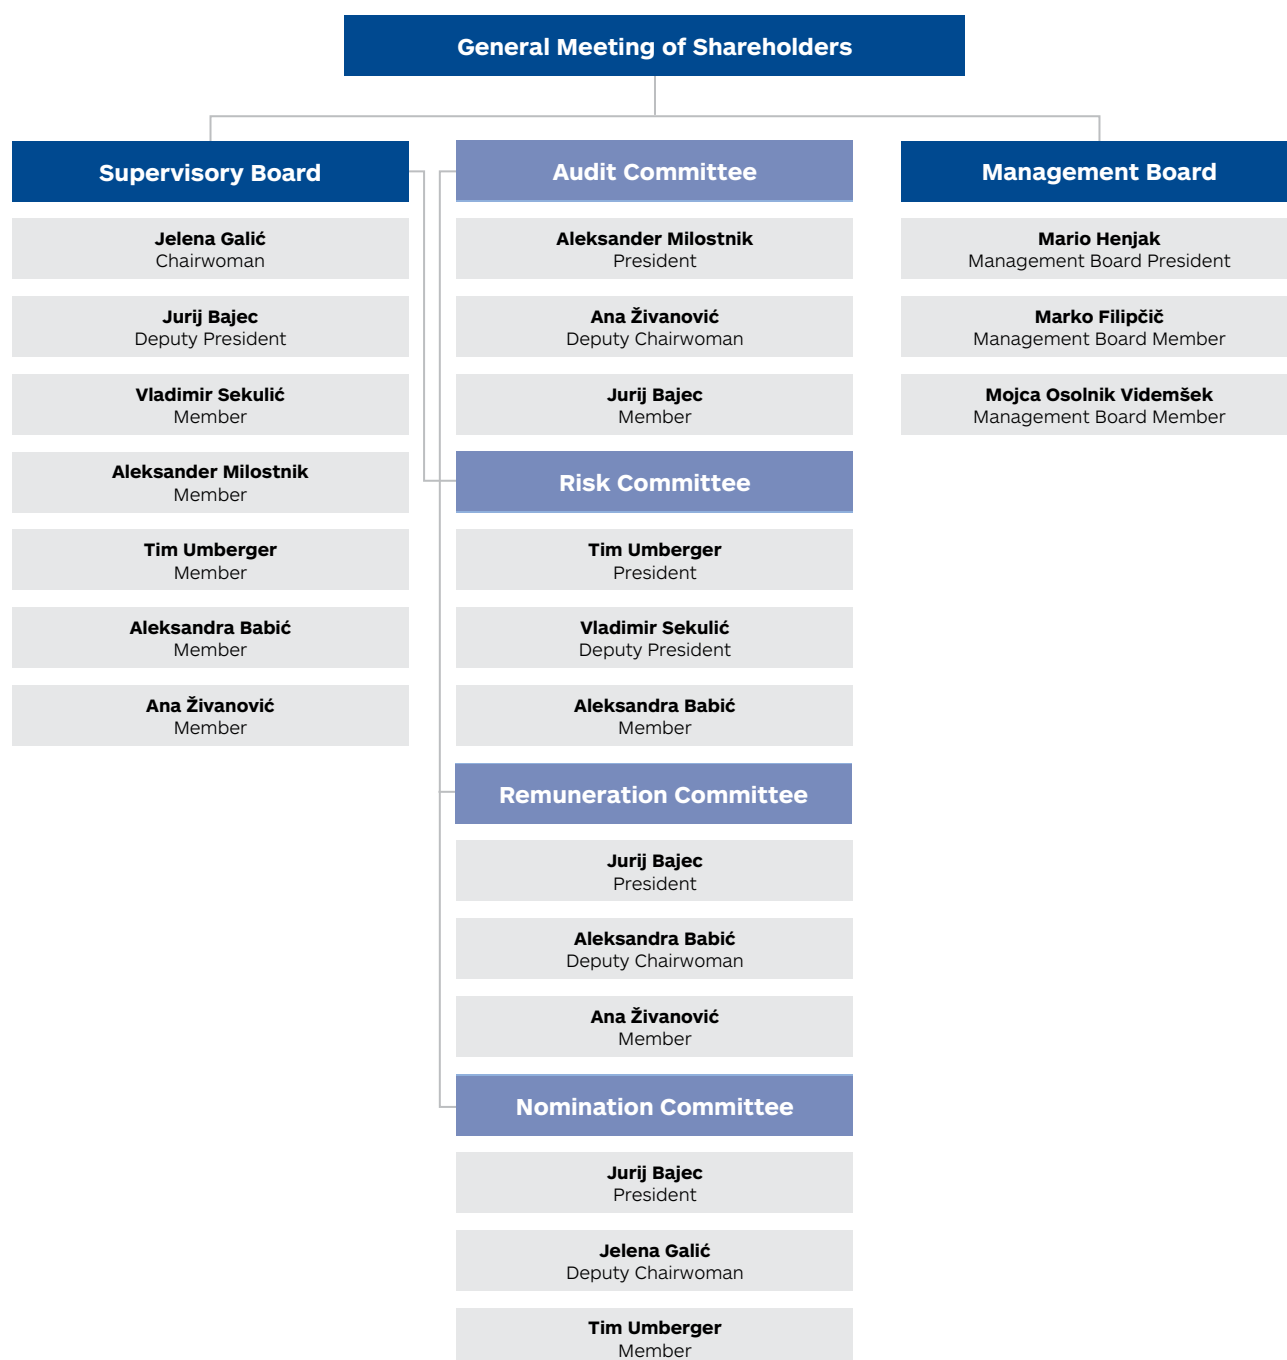 General Meeting of Shareholders
Supervisory Board
Jelena Galić
Chairwoman
Jurij Bajec
Deputy President
Vladimir Sekulić
Member
Aleksander Milostnik
Member
Tim Umberger
Member
Aleksandra Babić
Member
Ana Živanović
Member
Audit Committee
Aleksander Milostnik
President
Ana Živanović
Deputy Chairwoman
Jurij Bajec
Member
Risk Committee
Tim Umberger
President
Vladimir Sekulić
Deputy President
Aleksandra Babić
Member
Remuneration Committee
Jurij Bajec
President
Aleksandra Babić
Deputy Chairwoman
Ana Živanović
Member
Nomination Committee
Jurij Bajec
President
Jelena Galić
Deputy Chairwoman
Tim Umberger
Member
Management Board
Mario Henjak
Management Board President
Marko Filipčič
Management Board Member
Mojca Osolnik Videmšek
Management Board Member